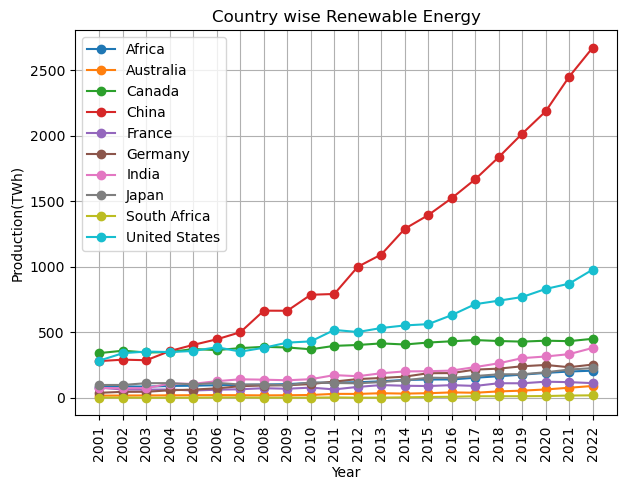 Country wise Renewable Energy
Production(TWh)
2500
2000
1500
1000
500
0
Africa
Australia
Canada
China
France
Germany
India
Japan
South Africa
United States
2001 2002 2003 2004 2005 2006 2007 2008 2009 2010 2011 2012 2013 2014 2015 2016 2017 2018 2019 2020 2021 2022
Year